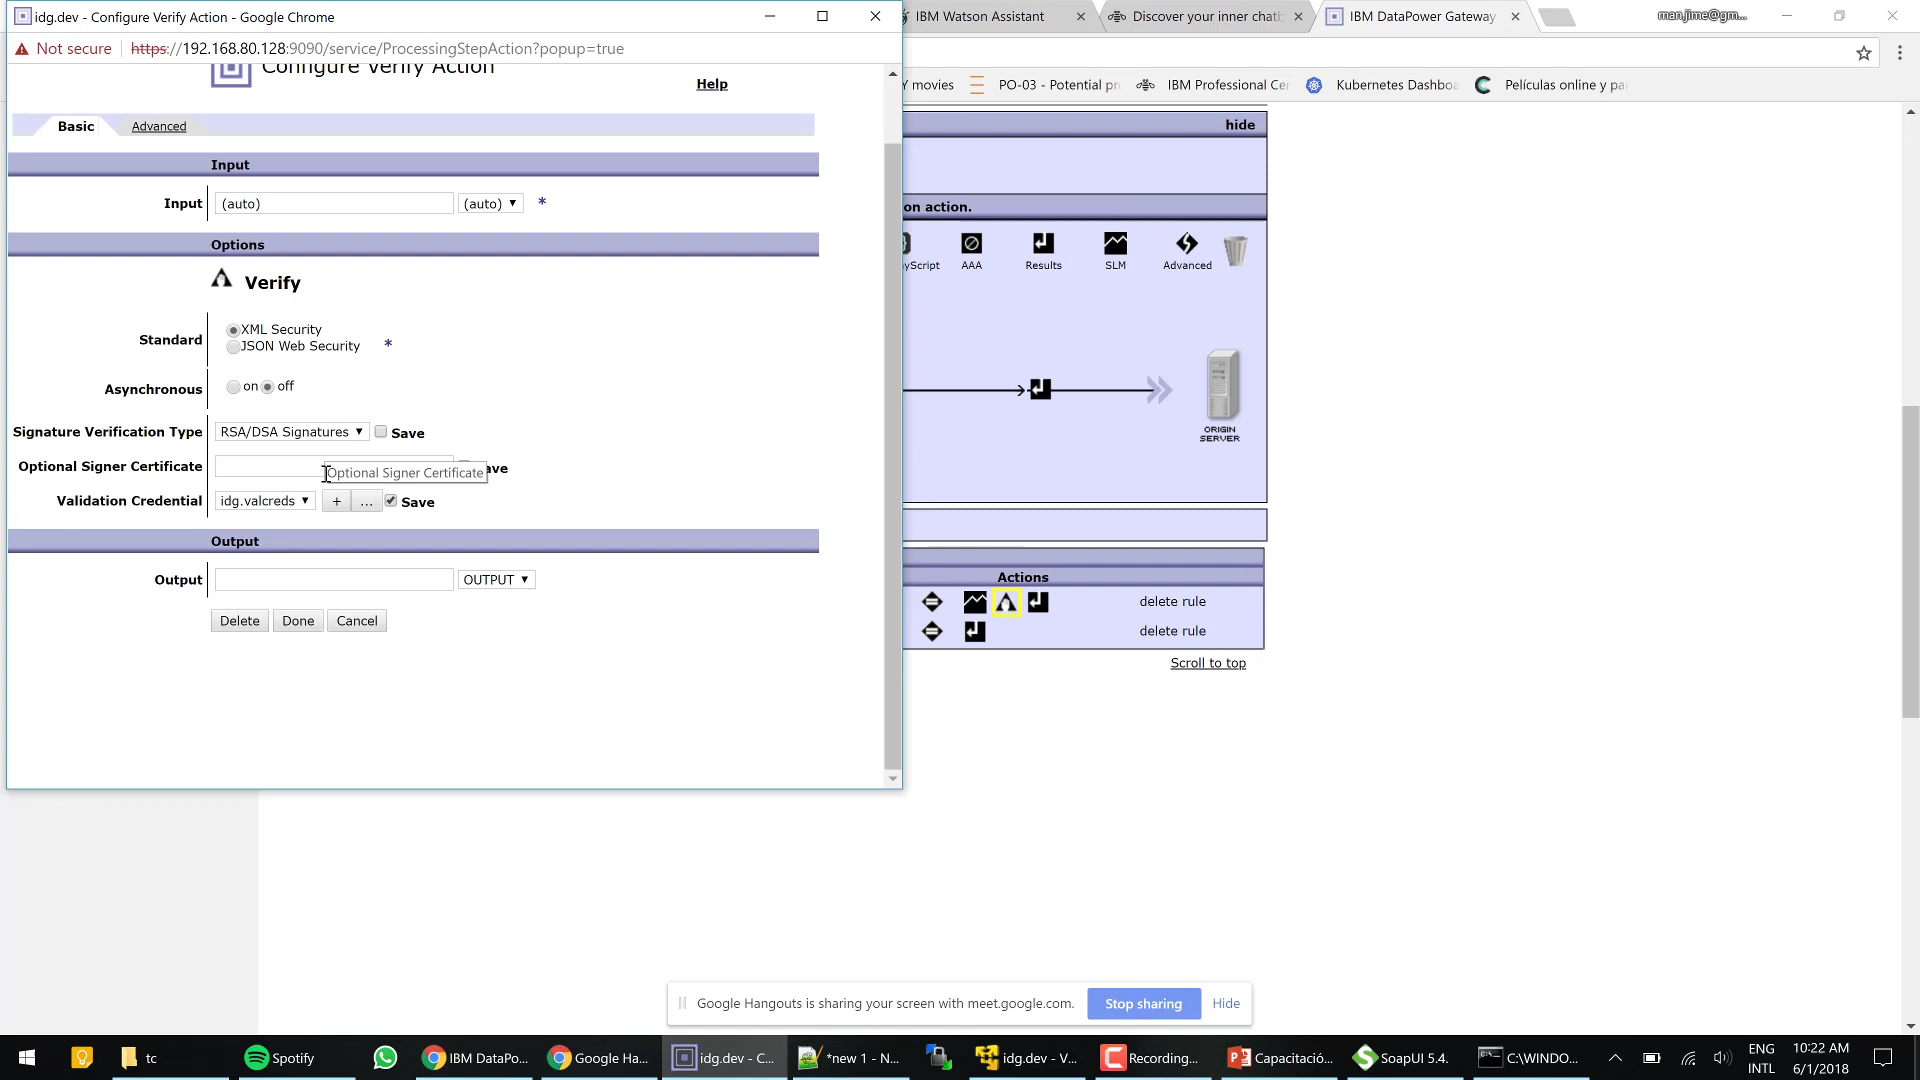 idg.dev - Configure Verify Action - Google Chrome
IBM Watson Assistant
Discover your inner chatb
IBM DataPower Gateway
man.jime@gm...
Not secure
https://192.168.80.128:9090/service/ProcessingStepAction?popup=true
Configure Verify Action
Help
Y movies
PO-03 - Potential pr
IBM Professional Ce
Kubernetes Dashboa
Películas online y pa
Basic
Advanced
hide
Input
Input
(auto)
(auto)
*
on action.
Options
Verify
yScript
AAA
Results
SLM
Advanced
Standard
XML Security
JSON Web Security
*
Asynchronous
on
off
ORIGIN
SERVER
Signature Verification Type
RSA/DSA Signatures
Save
Optional Signer Certificate
ave
Optional Signer Certificate
Validation Credential
idg.valcreds
+
...
Save
Output
Output
OUTPUT
Delete
Done
Cancel
Actions
delete rule
delete rule
Scroll to top
Google Hangouts is sharing your screen with meet.google.com.
Stop sharing
Hide
tc
Spotify
IBM DataPo...
Google Ha...
idg.dev - C...
*new 1 - N...
idg.dev - V...
Recording...
Capacitació...
SoapUI 5.4.
C:\WINDO...
ENG
INTL
10:22 AM
6/1/2018